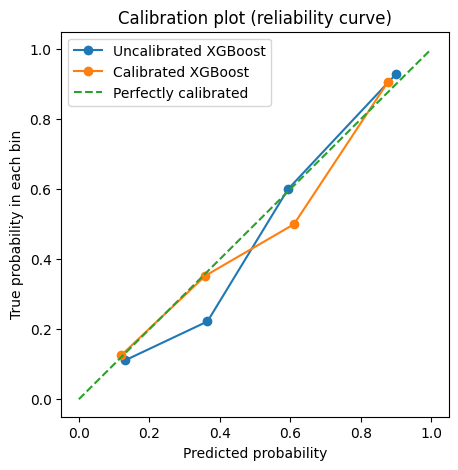 Calibration plot (reliability curve)
Uncalibrated XGBoost
Calibrated XGBoost
Perfectly calibrated
True probability in each bin
1.0
0.8
0.6
0.4
0.2
0.0
0.0 0.2 0.4 0.6 0.8 1.0
Predicted probability